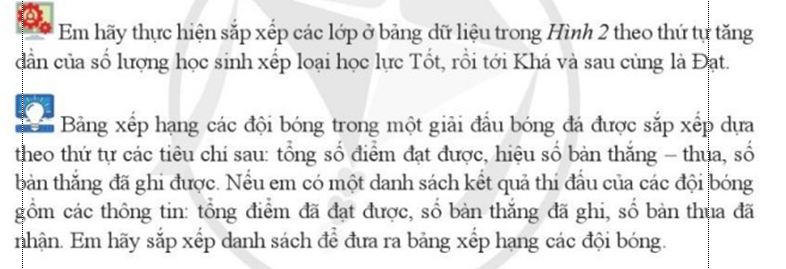 Em hãy thực hiện sắp xếp các lớp ở bảng dữ liệu trong Hình 2 theo thứ tự tăng
dần của số lượng học sinh xếp loại học lực Tốt, rồi tới Khá và sau cùng là Đạt.
Bảng xếp hạng các đội bóng trong một giải đấu bóng đá được sắp xếp dựa
theo thứ tự các tiêu chí sau: tổng số điểm đạt được, hiệu số bàn thắng – thua, số
bàn thắng đã ghi được. Nếu em có một danh sách kết quả thi đấu của các đội bóng
gồm các thông tin: tổng điểm đã đạt được, số bàn thắng đã ghi, số bàn thua đã
nhận. Em hãy sắp xếp danh sách để đưa ra bảng xếp hạng các đội bóng.